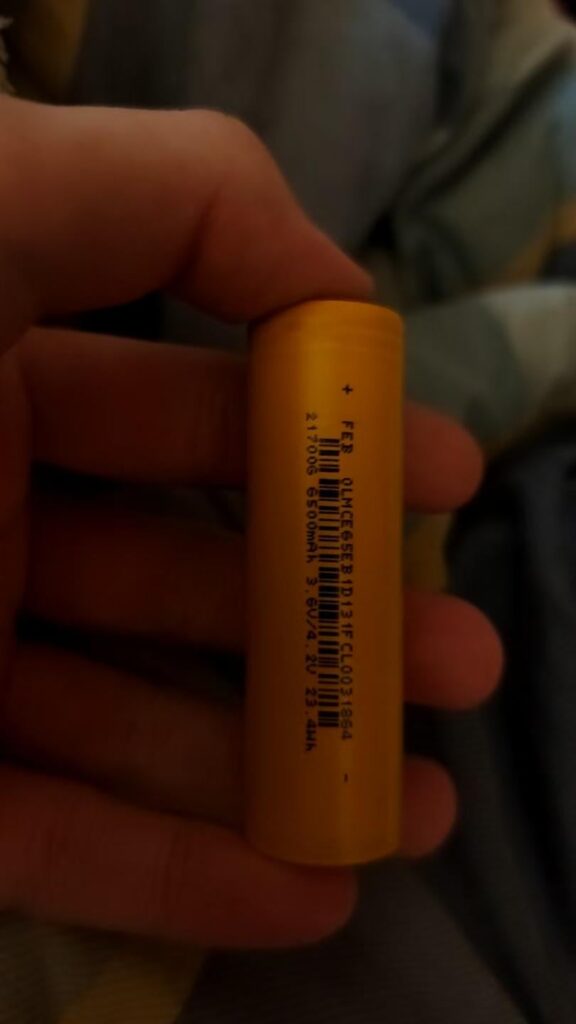 + FEB 0LMCE65EB1D131FCL0031864 -
21700G 6500mAh 3.6V/4.2V 23.4Wh